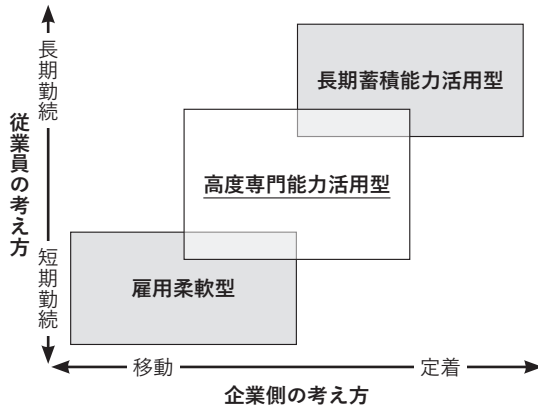 長期勤続
長期蓄積能力活用型
従業員の考え方
高度専門能力活用型
短期勤続
雇用柔軟型
移動
定着
企業側の考え方